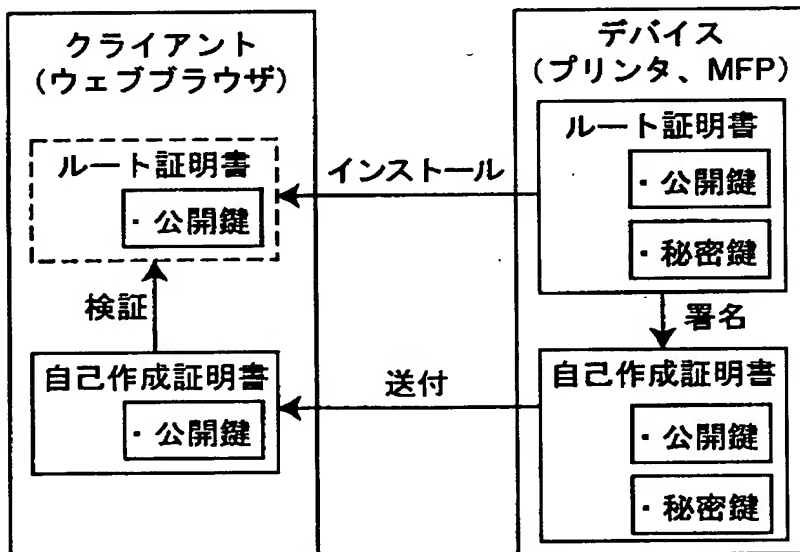 クライアント
(ウェブブラウザ)
ルート証明書
・公開鍵
検証
自己作成証明書
・公開鍵
インストール
送付
デバイス
(プリンタ、MFP)
ルート証明書
・公開鍵
・秘密鍵
署名
自己作成証明書
・公開鍵
・秘密鍵